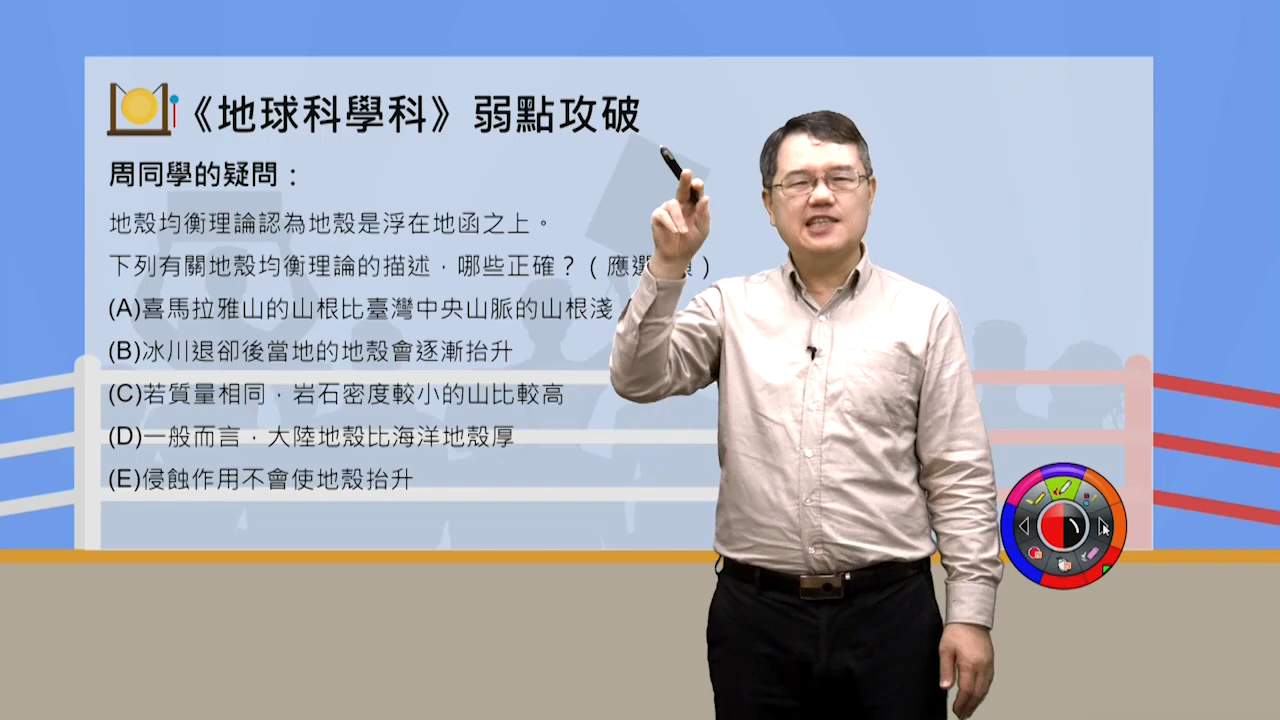 《地球科學科》弱點攻破
周同學的疑問：
地殼均衡理論認為地殼是浮在地函之上。
下列有關地殼均衡理論的描述，哪些正確？（應選 項）
(A)喜馬拉雅山的山根比臺灣中央山脈的山根淺
(B)冰川退卻後當地的地殼會逐漸抬升
(C)若質量相同，岩石密度較小的山比較高
(D)一般而言，大陸地殼比海洋地殼厚
(E)侵蝕作用不會使地殼抬升